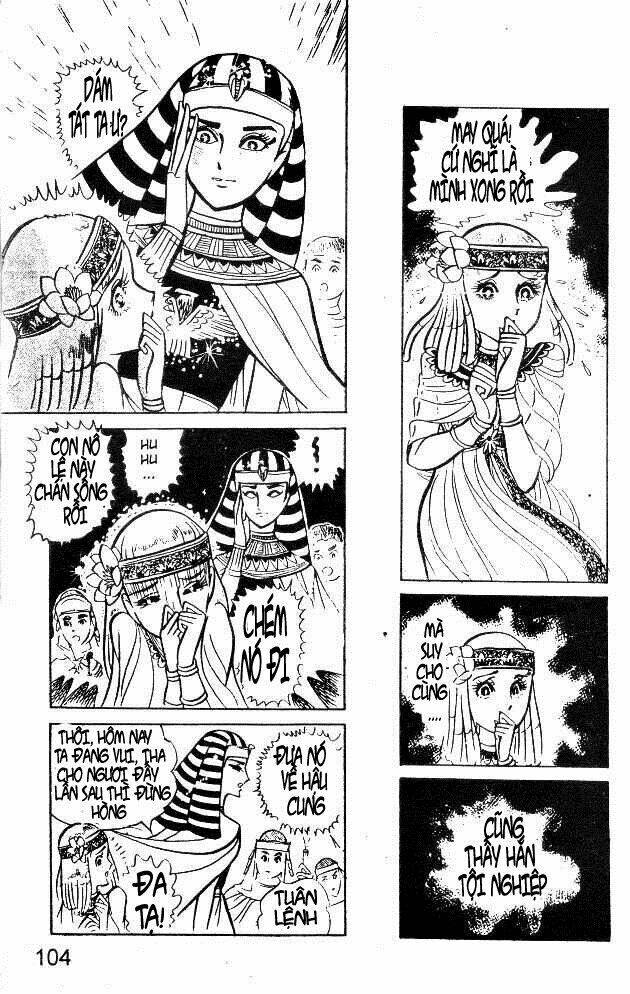 DÁM
TÁT TA Ư?
CON NÔ
LỆ NÀY
CHÁN SỐNG
RỒI
HU
HU
...
!
CHÉM
NÓ ĐI
THÔI, HÔM NAY
TA ĐANG VUI, THA
CHO NGƯƠI ĐẤY
LẦN SAU THÌ ĐỪNG
HÒNG
ĐƯA NÓ
VỀ HẬU
CUNG
ĐA
TẠ!
TUÂN
LỆNH
MAY QUÁ!
CỨ NGHĨ LÀ
MÌNH XONG RỒI
MÀ
SUY
CHO
CÙNG
....
CŨNG
THẤY HẮN
TỘI NGHIỆP
104